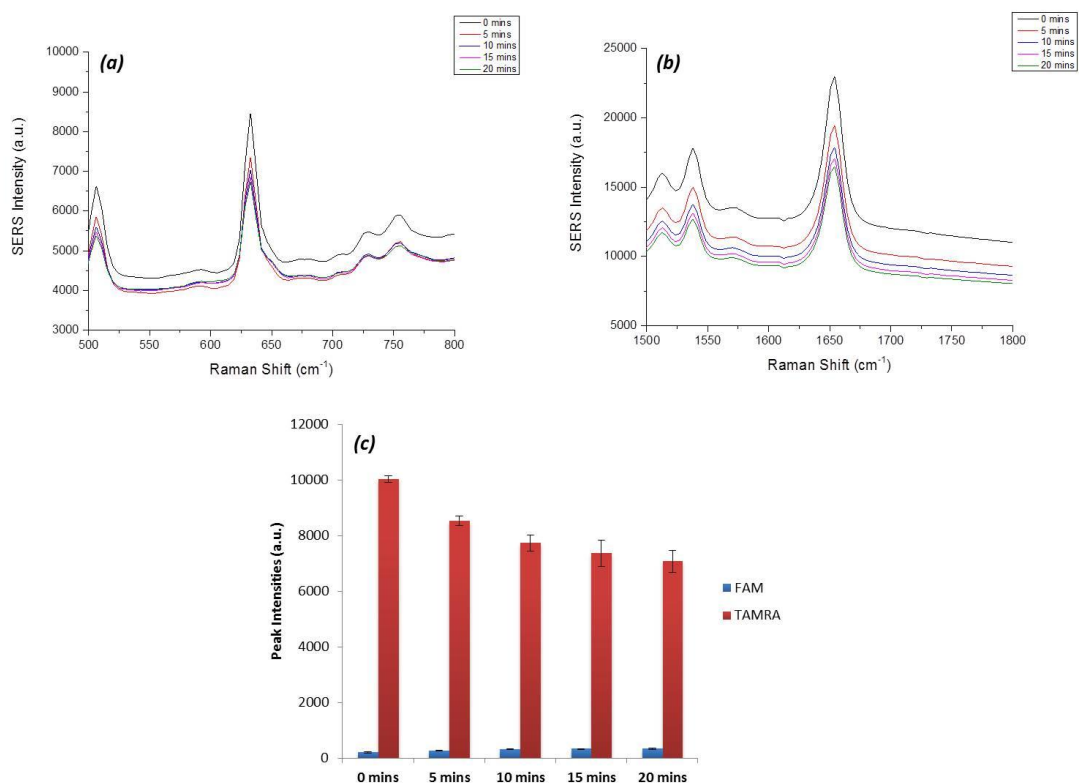 0 mins
5 mins
10 mins
15 mins
20 mins
(a)
10000
9000
8000
7000
6000
5000
4000
3000
SERS Intensity (a.u.)
500 550 600 650 700 750 800
Raman Shift (cm⁻¹)
0 mins
5 mins
10 mins
15 mins
20 mins
(b)
25000
20000
15000
10000
5000
SERS Intensity (a.u.)
1500 1550 1600 1650 1700 1750 1800
Raman Shift (cm⁻¹)
(c)
12000
10000
8000
6000
4000
2000
0
Peak Intensities (a.u.)
0 mins 5 mins 10 mins 15 mins 20 mins
FAM
TAMRA